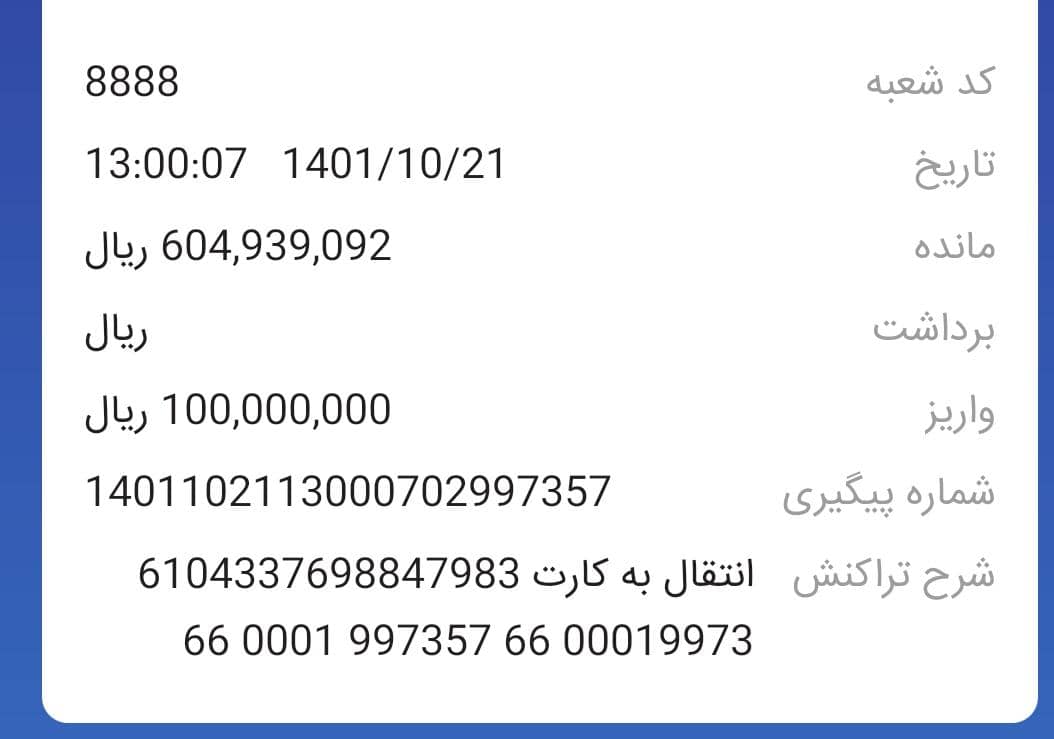 کد شعبه 8888
تاریخ 1401/10/21 13:00:07
مانده 604,939,092 ریال
برداشت ریال
واریز 100,000,000 ریال
شماره پیگیری 1401102113000702997357
شرح تراکنش انتقال به کارت 6104337698847983
66 0001 997357 66 00019973